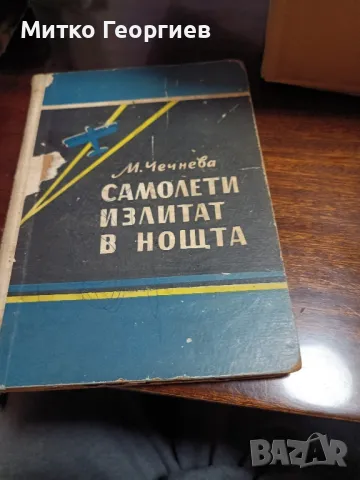 Митко Георгиев
М. Чечнева
САМОЛЕТИ
ИЗЛИТАТ
В НОЩТА
BAZAR